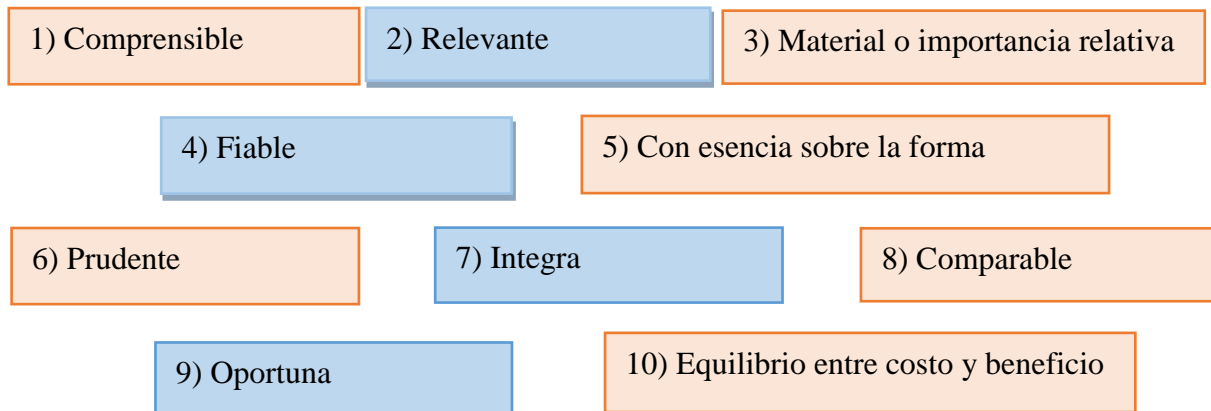 1) Comprensible
2) Relevante
3) Material o importancia relativa
4) Fiable
5) Con esencia sobre la forma
6) Prudente
7) Integra
8) Comparable
9) Oportuna
10) Equilibrio entre costo y beneficio